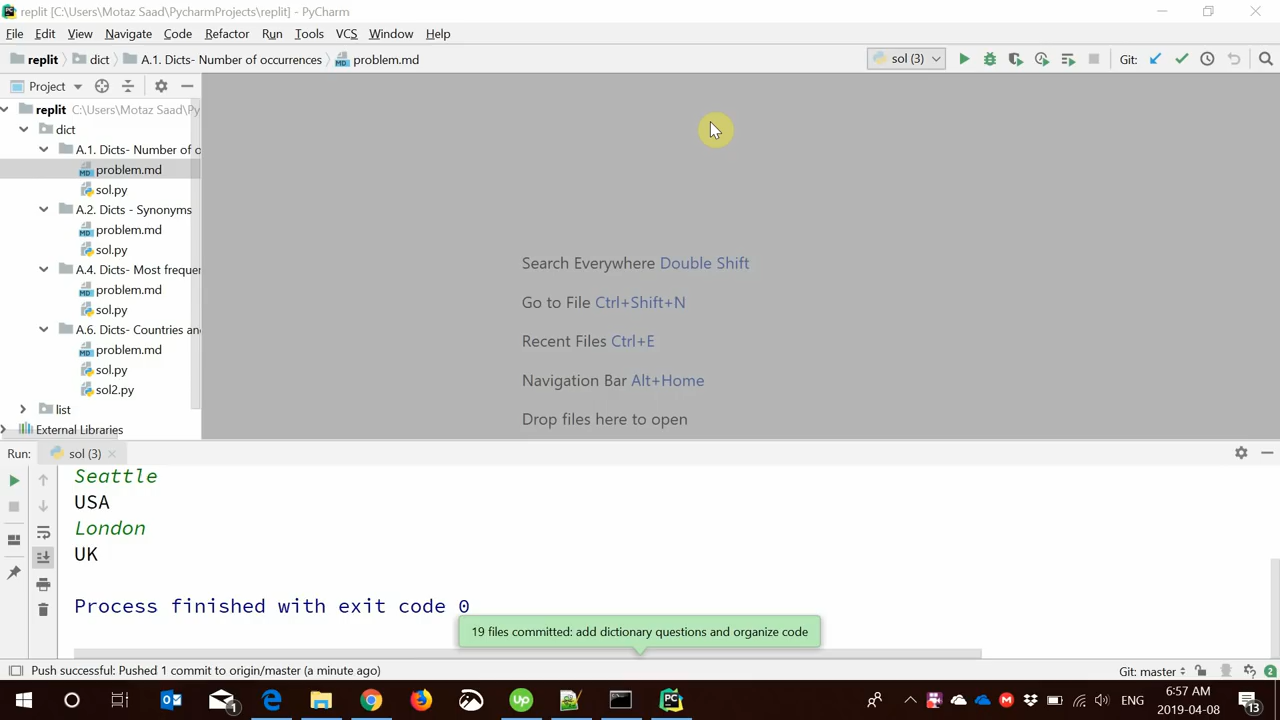 replit [C:\Users\Motaz Saad\PycharmProjects\replit] - PyCharm
File Edit View Navigate Code Refactor Run Tools VCS Window Help
replit dict A.1. Dicts- Number of occurrences problem.md sol (3) Git:
Project
replit C:\Users\Motaz Saad\Py
dict
A.1. Dicts- Number of o
problem.md
sol.py
A.2. Dicts - Synonyms
problem.md
sol.py
A.4. Dicts- Most frequer
problem.md
sol.py
A.6. Dicts- Countries an
problem.md
sol.py
sol2.py
list
External Libraries
Search Everywhere Double Shift
Go to File Ctrl+Shift+N
Recent Files Ctrl+E
Navigation Bar Alt+Home
Drop files here to open
Run: sol (3)
Seattle
USA
London
UK
Process finished with exit code 0
19 files committed: add dictionary questions and organize code
Push successful: Pushed 1 commit to origin/master (a minute ago) Git: master 2
1 up M ENG 6:57 AM
2019-04-08 13